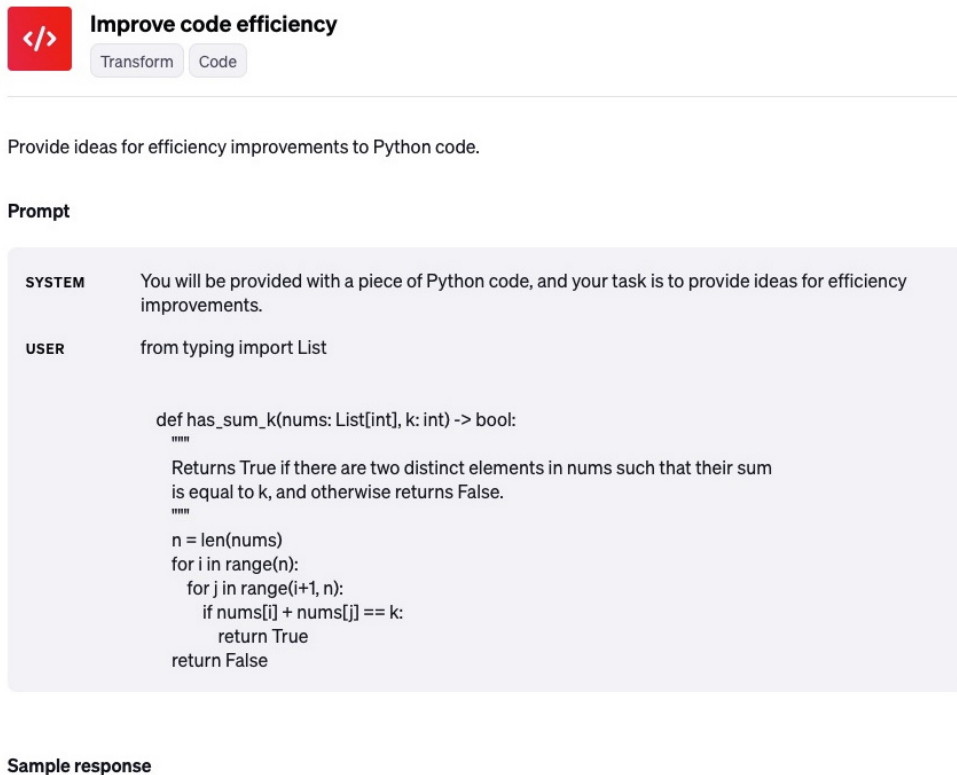 </>
Improve code efficiency
Transform Code
Provide ideas for efficiency improvements to Python code.
Prompt
SYSTEM You will be provided with a piece of Python code, and your task is to provide ideas for efficiency
improvements.
USER from typing import List
def has_sum_k(nums: List[int], k: int) -> bool:
"""
Returns True if there are two distinct elements in nums such that their sum
is equal to k, and otherwise returns False.
"""
n = len(nums)
for i in range(n):
for j in range(i+1, n):
if nums[i] + nums[j] == k:
return True
return False
Sample response